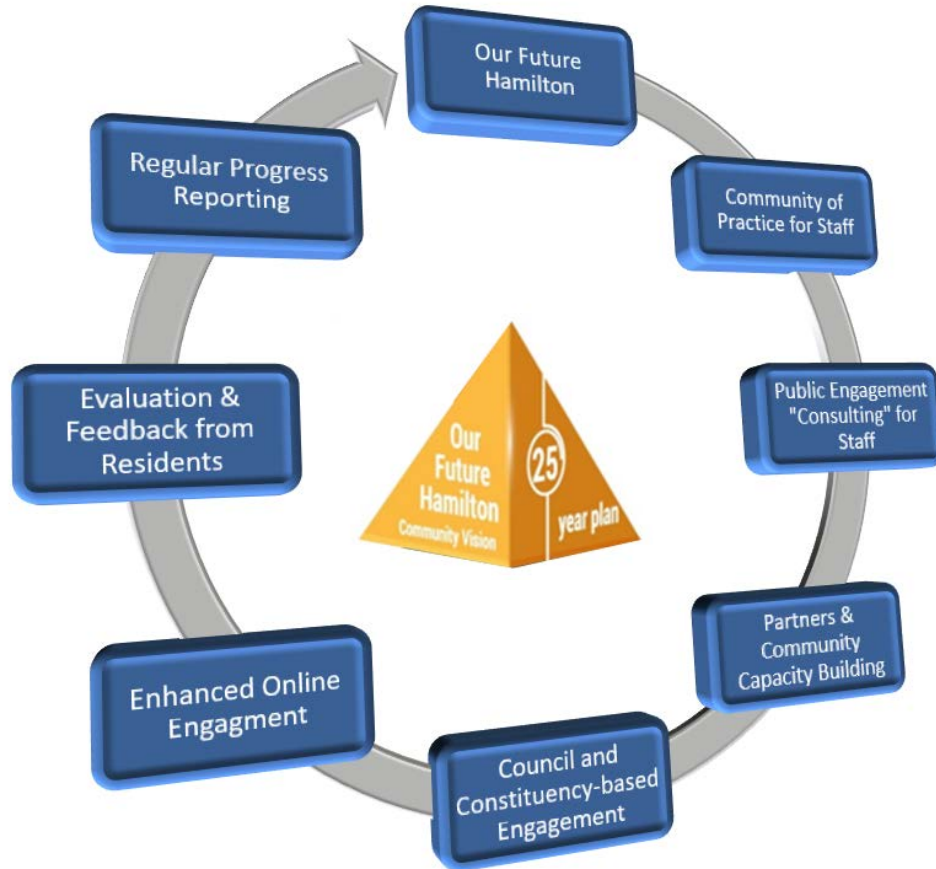 Our Future
Hamilton
Community of
Practice for Staff
Public Engagement
"Consulting" for
Staff
Partners &
Community
Capacity Building
Council and
Constituency-based
Engagement
Enhanced Online
Engagment
Evaluation &
Feedback from
Residents
Regular Progress
Reporting
Our
Future
Hamilton
Community Vision
25
year plan